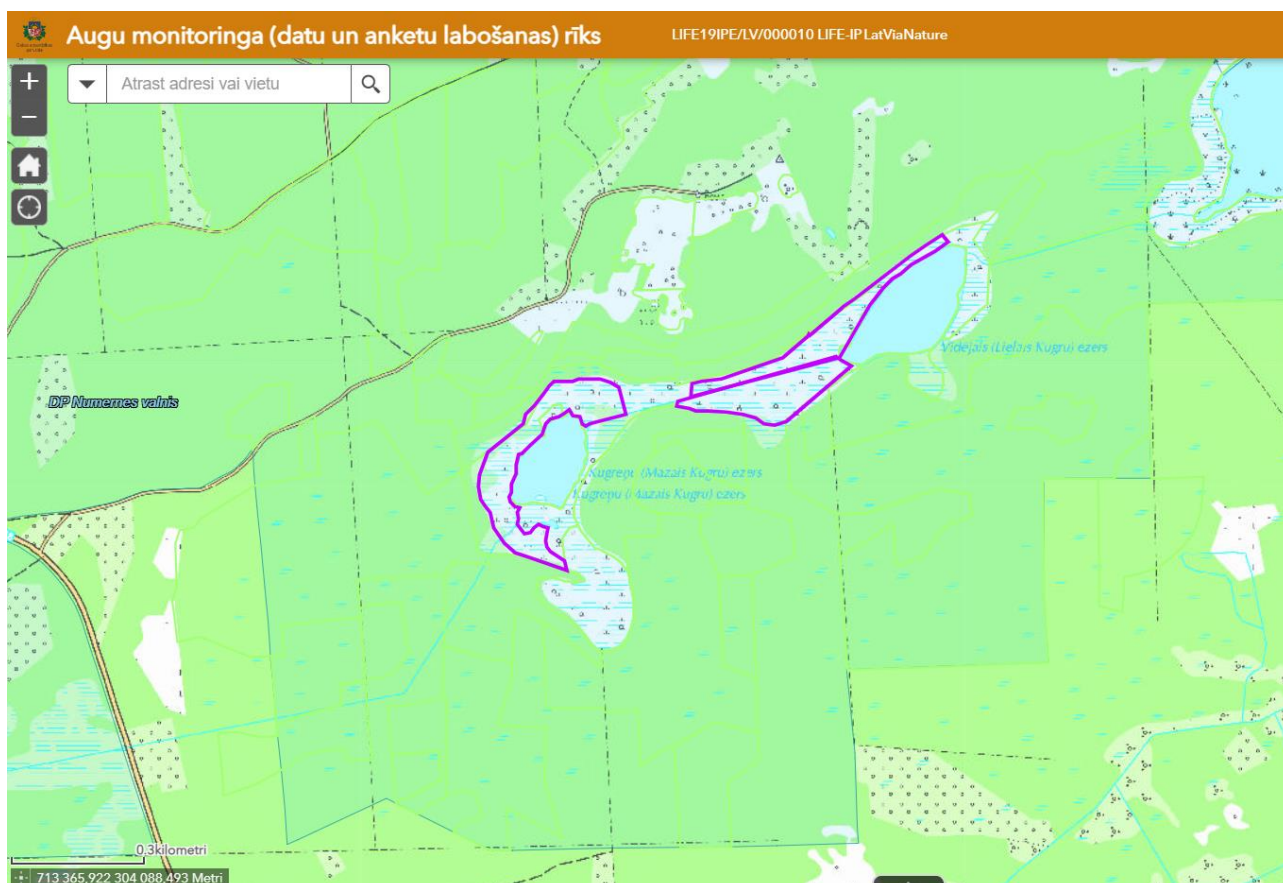 Augu monitoringa (datu un anketu labošanas) rīks
LIFE19IPE/LV/000010 LIFE-IP LatViaNature
+
Atrast adresi vai vietu
−
Vidējais (Lielais Kugru) ezers
DP Numernes valnis
Kugreņu (Mazais Kugru) ezers
Kugreņu (Mazais Kugru) ezers
0,3kilometri
713 365,922 304 088,493 Metri